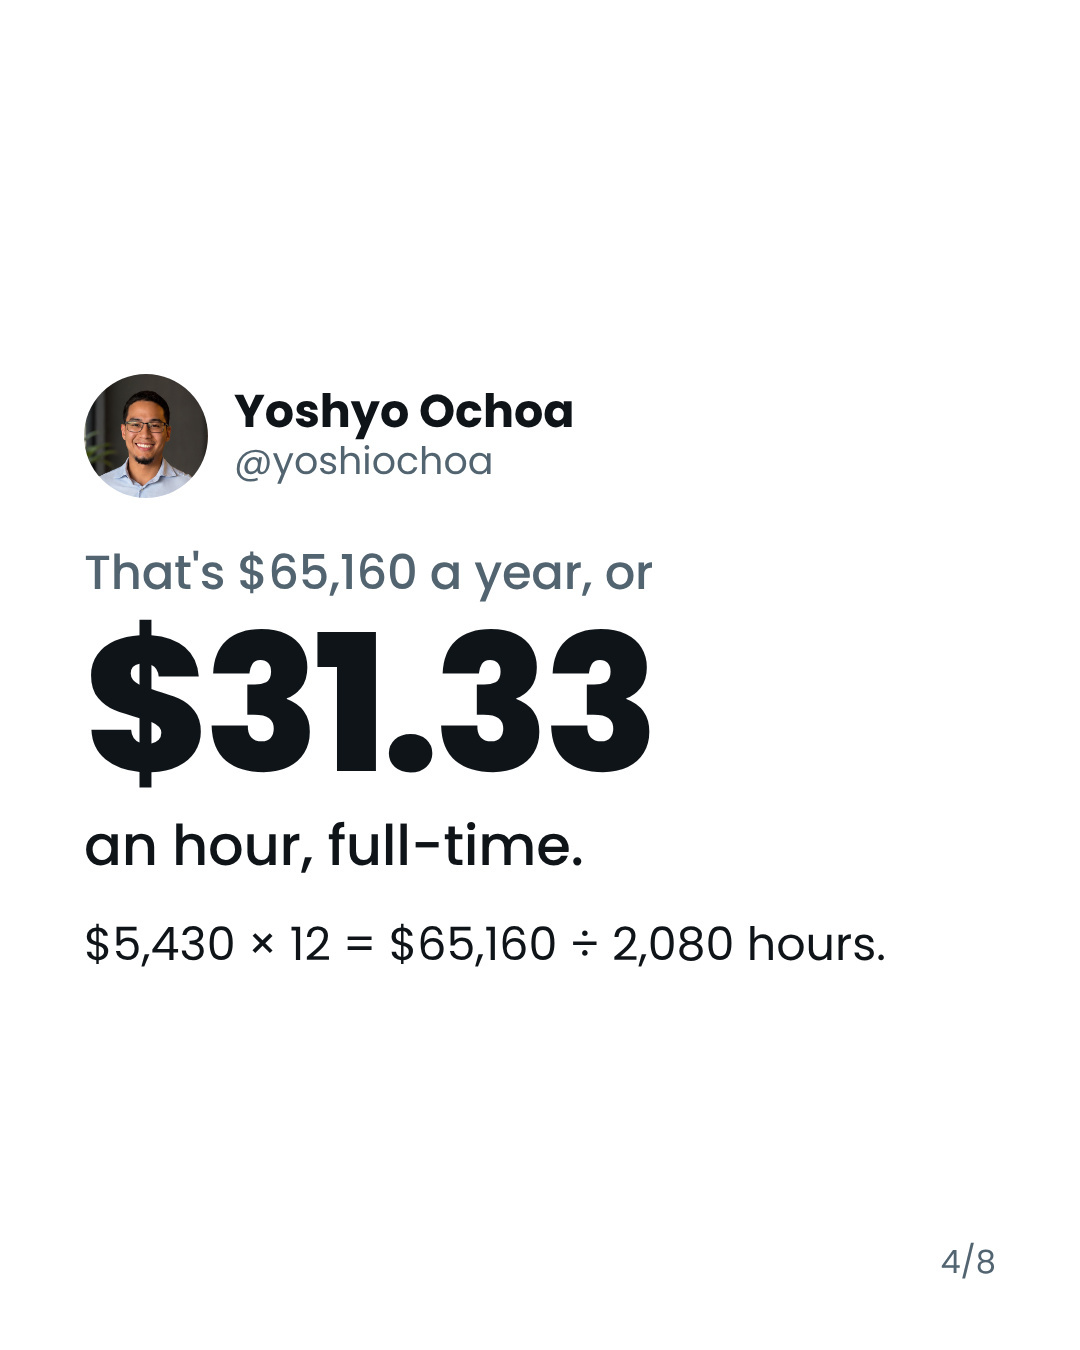 Yoshyo Ochoa
@yoshiochoa
That's $65,160 a year, or
$31.33
an hour, full-time.
$5,430 × 12 = $65,160 ÷ 2,080 hours.
4/8